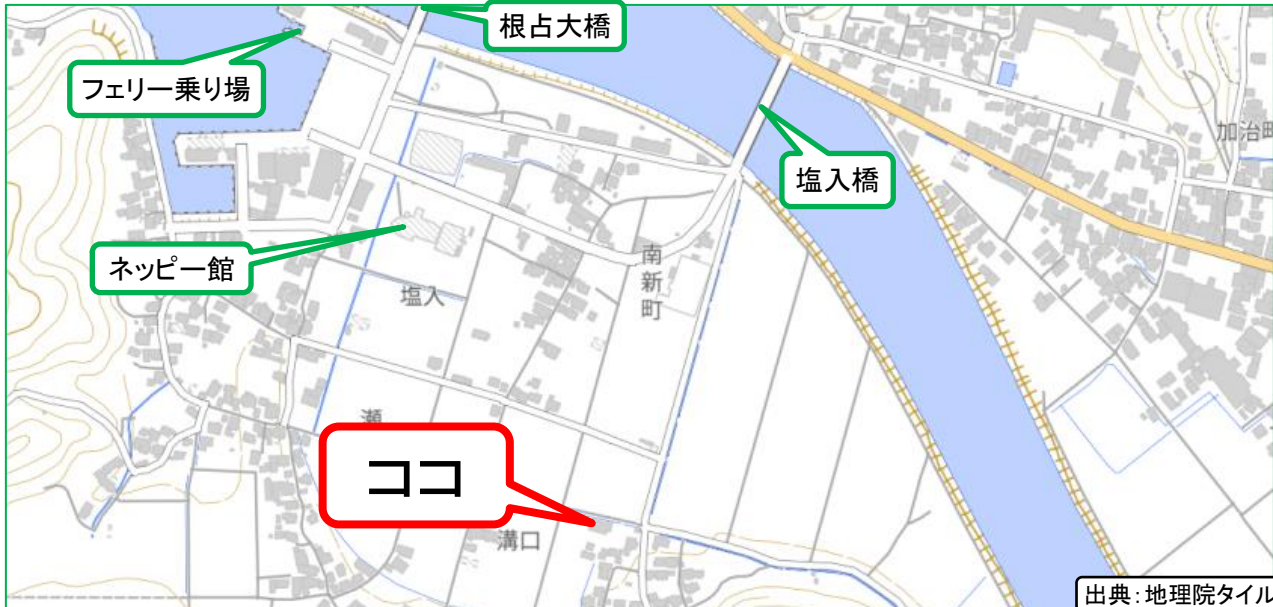 根占大橋
フェリー乗り場
加治町
塩入橋
ネッピー館
南新町
塩入
瀬
ココ
溝口
出典：地理院タイル